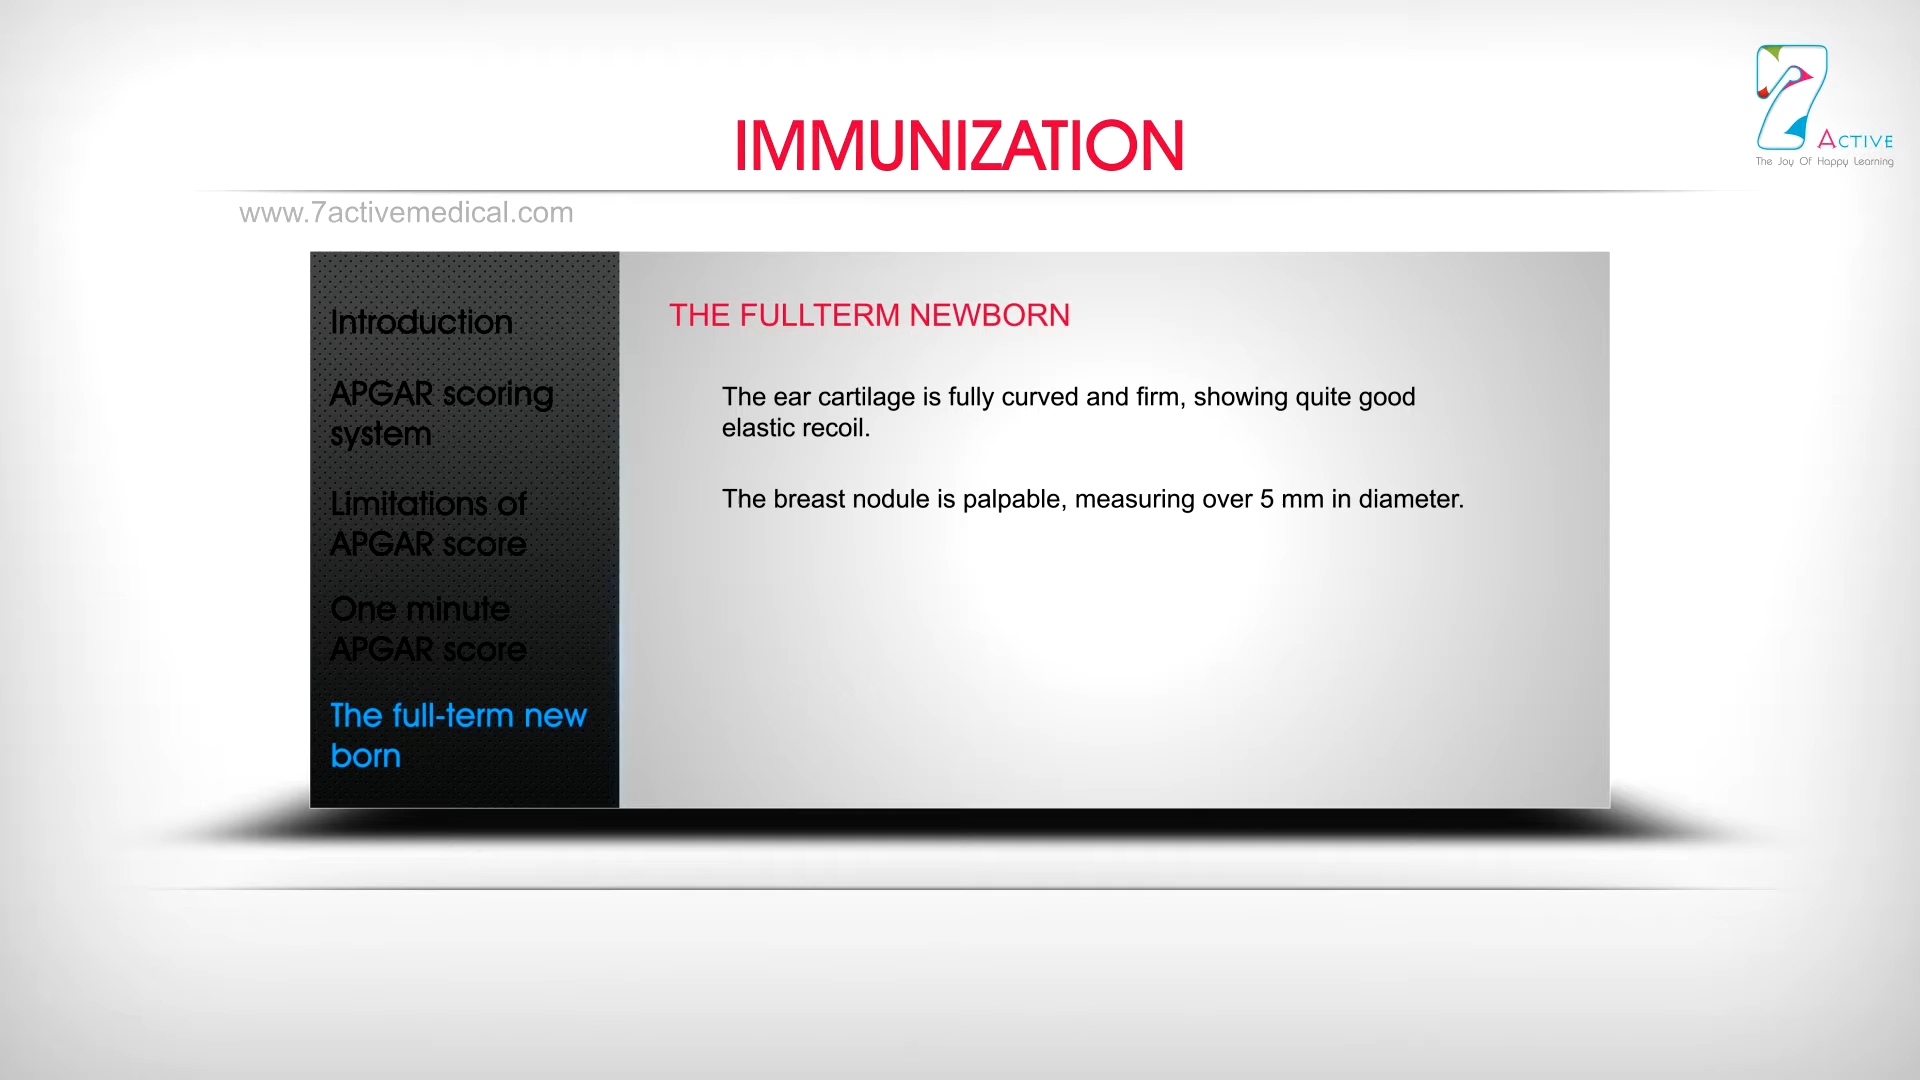 IMMUNIZATION
ACTIVE
The Joy Of Happy Learning
www.7activemedical.com
Introduction
APGAR scoring
system
Limitations of
APGAR score
One minute
APGAR score
The full-term new
born
THE FULLTERM NEWBORN
The ear cartilage is fully curved and firm, showing quite good
elastic recoil.
The breast nodule is palpable, measuring over 5 mm in diameter.